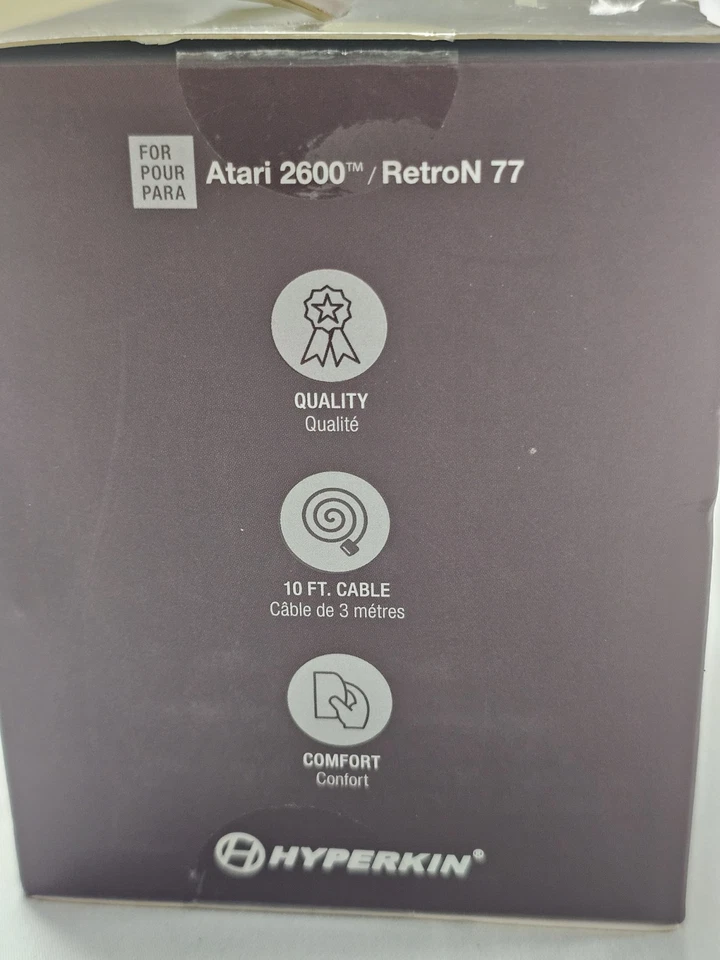 FOR
POUR
PARA
Atari 2600™ / RetroN 77
QUALITY
Qualité
10 FT. CABLE
Câble de 3 métres
COMFORT
Confort
HYPERKIN®